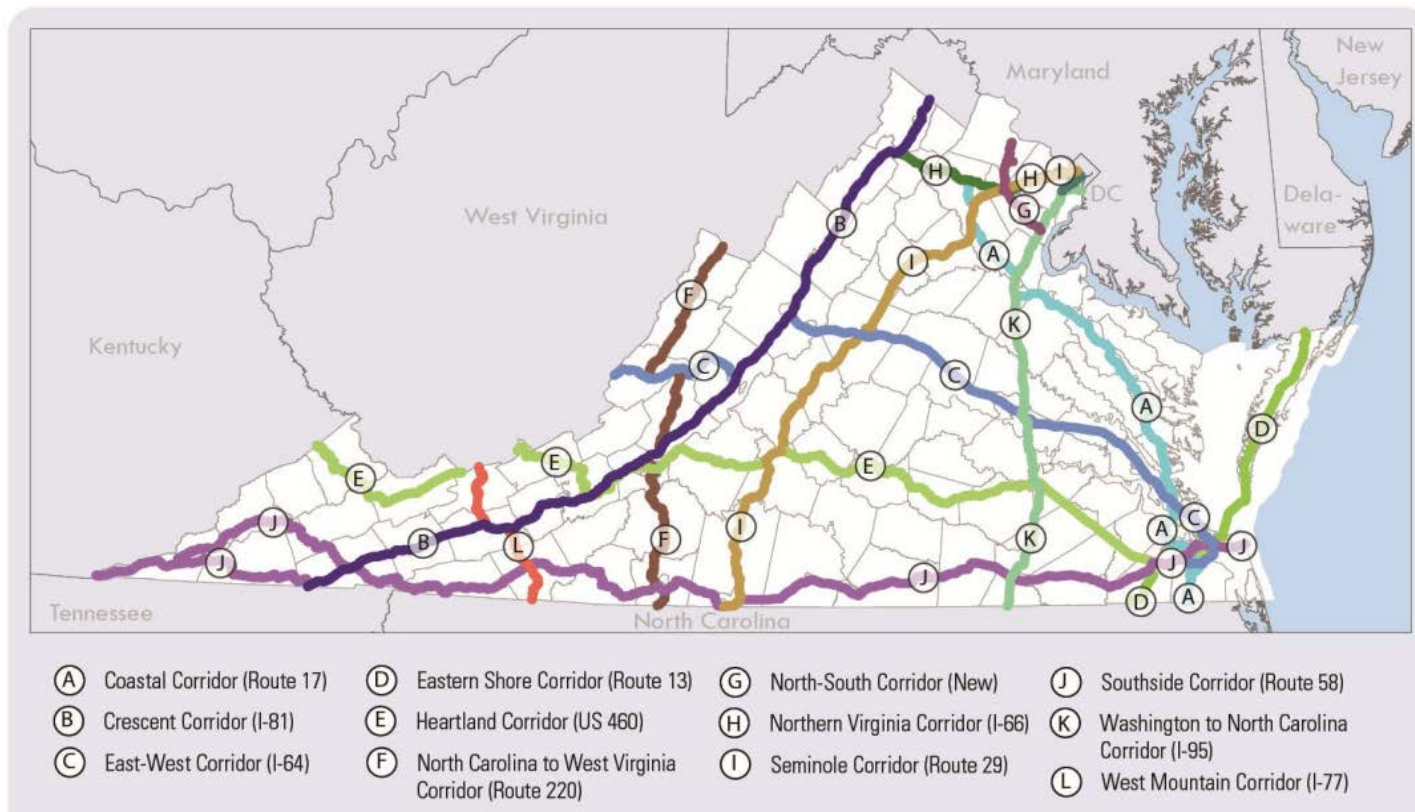 Maryland
New
Jersey
West Virginia
DC
Dela-
ware
Kentucky
Tennessee
North Carolina
H
H
I
G
B
A
I
F
K
C
C
A
D
E
E
E
J
I
A
C
B
L
F
K
J
J
J
J
D
A
A Coastal Corridor (Route 17)
B Crescent Corridor (I-81)
C East-West Corridor (I-64)
D Eastern Shore Corridor (Route 13)
E Heartland Corridor (US 460)
F North Carolina to West Virginia
Corridor (Route 220)
G North-South Corridor (New)
H Northern Virginia Corridor (I-66)
I Seminole Corridor (Route 29)
J Southside Corridor (Route 58)
K Washington to North Carolina
Corridor (I-95)
L West Mountain Corridor (I-77)